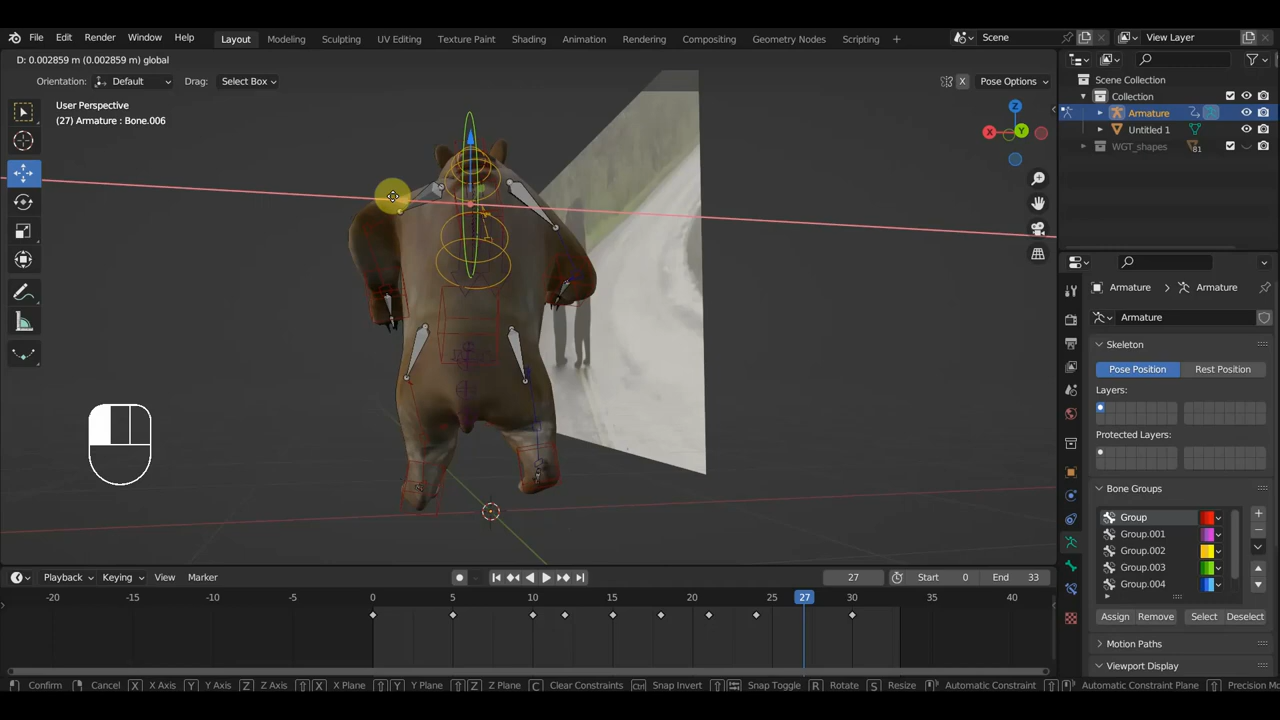 File Edit Render Window Help Layout Modeling Sculpting UV Editing Texture Paint Shading Animation Rendering Compositing Geometry Nodes Scripting + Scene View Layer
D: 0.002859 m (0.002859 m) global
Orientation: Default Drag: Select Box X Pose Options
User Perspective
(27) Armature : Bone.006
Z
X Y
Scene Collection
Collection
Armature
Untitled 1
WGT_shapes 81
Armature > Armature
Armature
Skeleton
Pose Position Rest Position
Layers:
Protected Layers:
Bone Groups
Group
Group.001
Group.002
Group.003
Group.004
Assign Remove Select Deselect
Motion Paths
Viewport Display
Playback Keying View Marker 27 Start 0 End 33
-20 -15 -10 -5 0 5 10 15 20 25 27 30 35 40
Confirm Cancel X X Axis Y Y Axis Z Z Axis X X Plane Y Y Plane Z Z Plane C Clear Constraints Ctrl Snap Invert Snap Toggle R Rotate S Resize Automatic Constraint Automatic Constraint Plane Precision Mo